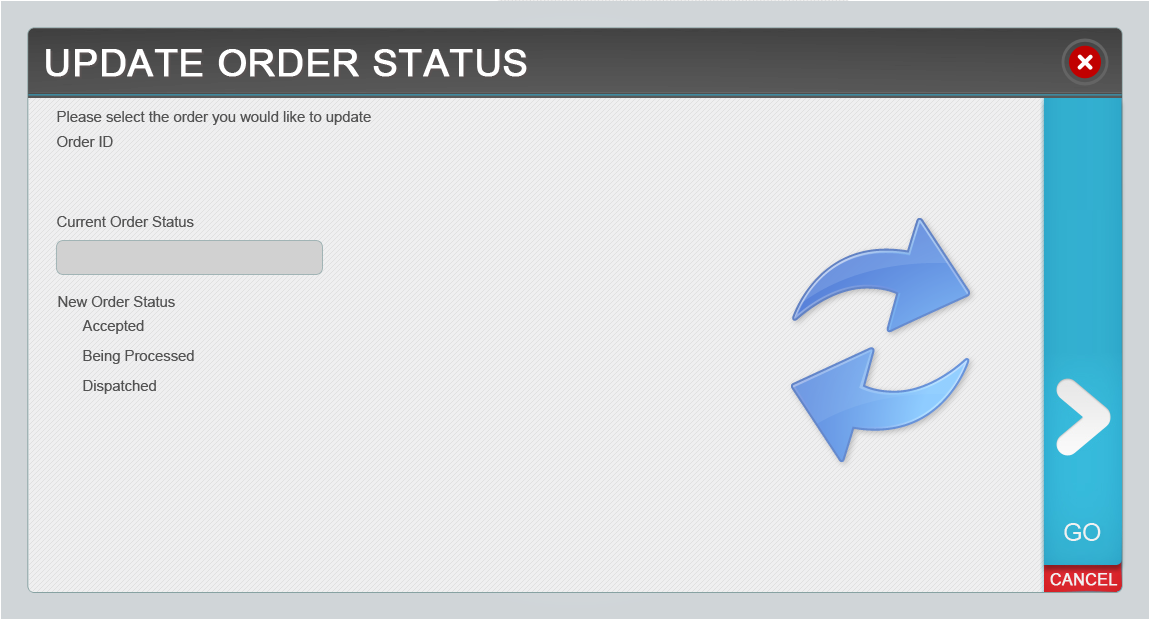 UPDATE ORDER STATUS
Please select the order you would like to update
Order ID
Current Order Status
New Order Status
Accepted
Being Processed
Dispatched
GO
CANCEL